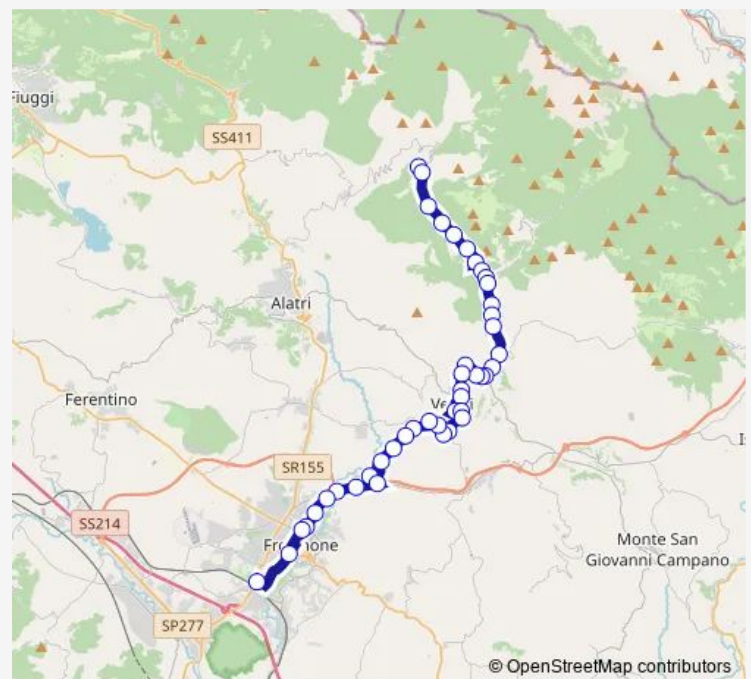 Fiuggi
SS411
Alatri
Ferentino
SR155
SS214
Monte San
Giovanni Campano
SP277
© OpenStreetMap contributors